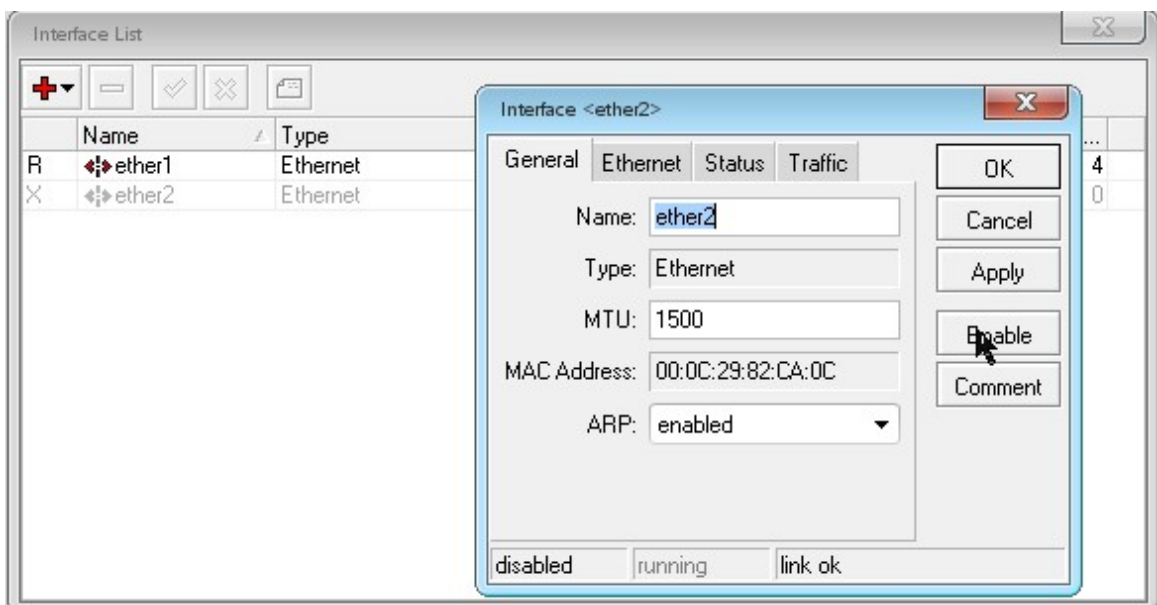 Interface List
Name Type ...
R ether1 Ethernet 4
X ether2 Ethernet 0
Interface <ether2>
General Ethernet Status Traffic
Name: ether2
Type: Ethernet
MTU: 1500
MAC Address: 00:0C:29:82:CA:0C
ARP: enabled
OK
Cancel
Apply
Enable
Comment
disabled running link ok